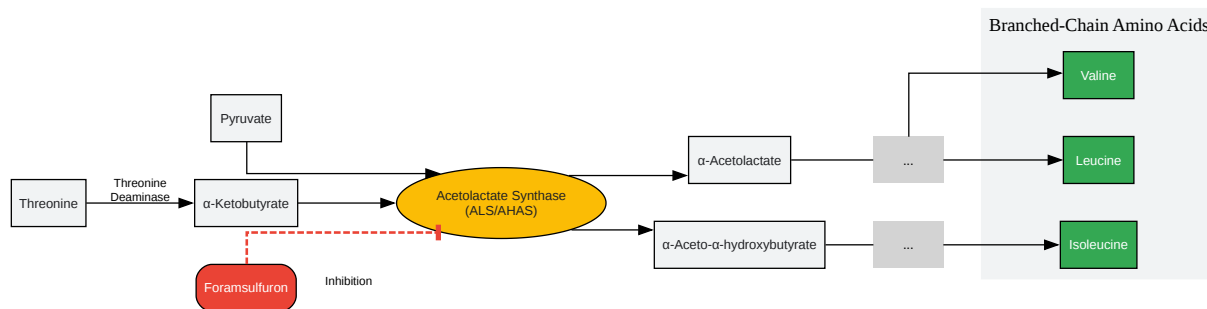 Branched-Chain Amino Acids
Valine
Pyruvate
α-Acetolactate
...
Leucine
Threonine
Threonine
Deaminase
α-Ketobutyrate
Acetolactate Synthase
(ALS/AHAS)
α-Aceto-α-hydroxybutyrate
...
Isoleucine
Foramsulfuron
Inhibition